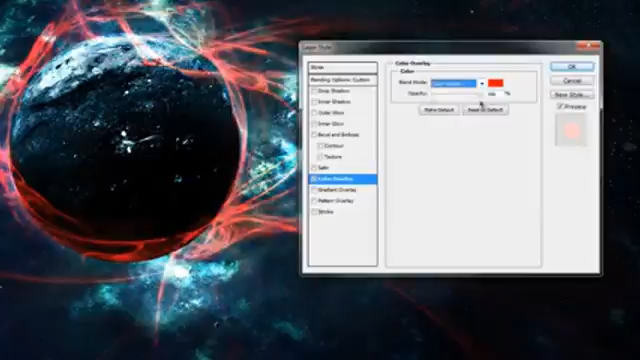 Layer Style
Styles
Blending Options: Custom
Drop Shadow
Inner Shadow
Outer Glow
Inner Glow
Bevel and Emboss
Contour
Texture
Satin
Color Overlay
Gradient Overlay
Pattern Overlay
Stroke
Color Overlay
Color
Blend Mode:
Opacity:
%
Make Default
Reset to Default
OK
Cancel
New Style...
Preview